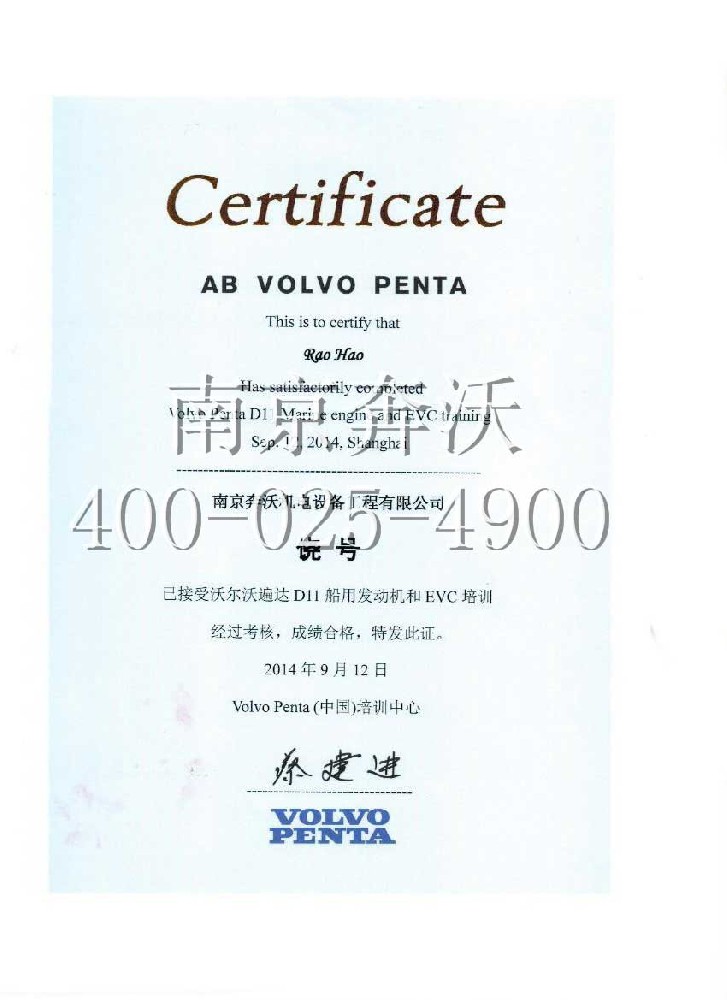 Certificate
AB VOLVO PENTA
This is to certify that
Rao Hao
Has satisfactorily completed
南京奔沃
Volvo Penta D11 Marine engine and EVC training
Sep. 12, 2014, Shanghai
南京奔沃机电设备工程有限公司
400-025-4900
号
已接受沃尔沃遍达 D11 船用发动机和 EVC 培训
经过考核，成绩合格，特发此证。
2014 年 9 月 12 日
Volvo Penta (中国)培训中心
蔡建进
VOLVO
PENTA